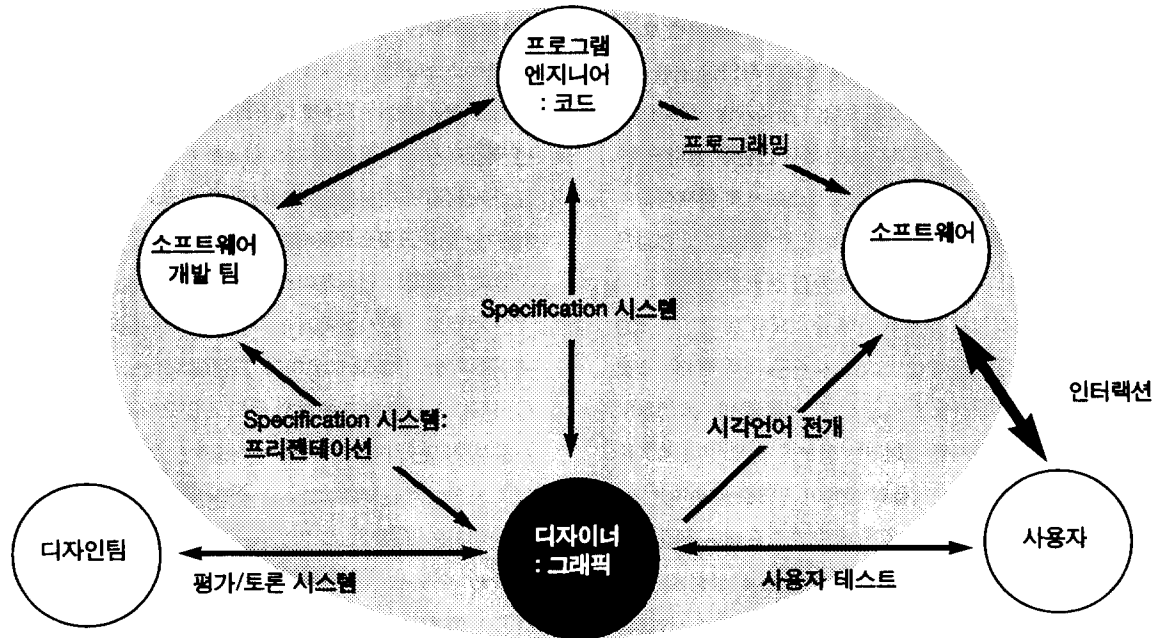 프로그램
엔지니어
: 코드
프로그래밍
소프트웨어
개발 팀
소프트웨어
Specification 시스템
인터랙션
Specification 시스템:
프리젠테이션
시각언어 전개
디자인팀
디자이너
: 그래픽
사용자
평가/토론 시스템
사용자 테스트